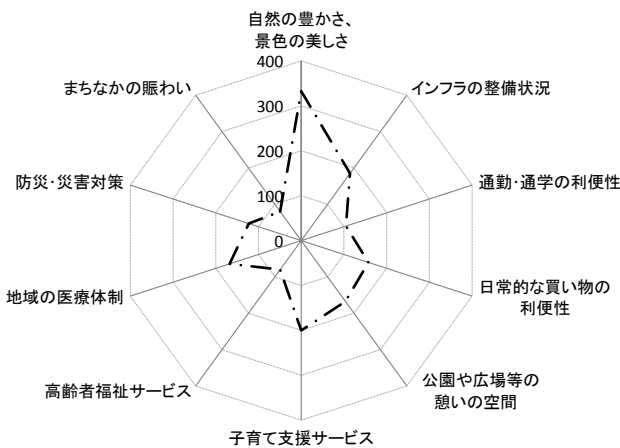 自然の豊かさ、
景色の美しさ
400
まちなかの賑わい
インフラの整備状況
300
200
防災・災害対策
通勤・通学の利便性
100
0
地域の医療体制
日常的な買い物の
利便性
高齢者福祉サービス
公園や広場等の
憩いの空間
子育て支援サービス